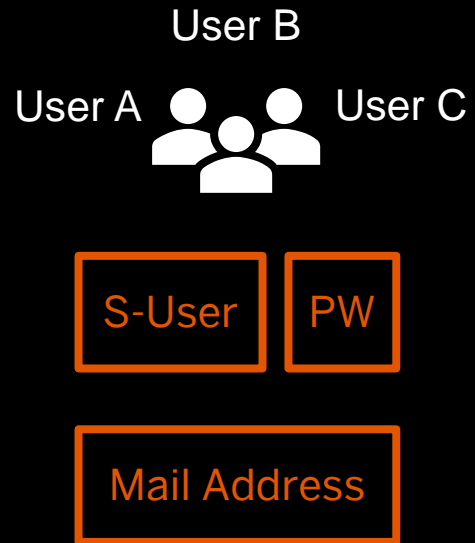 User B
User A
User C
S-User
PW
Mail Address